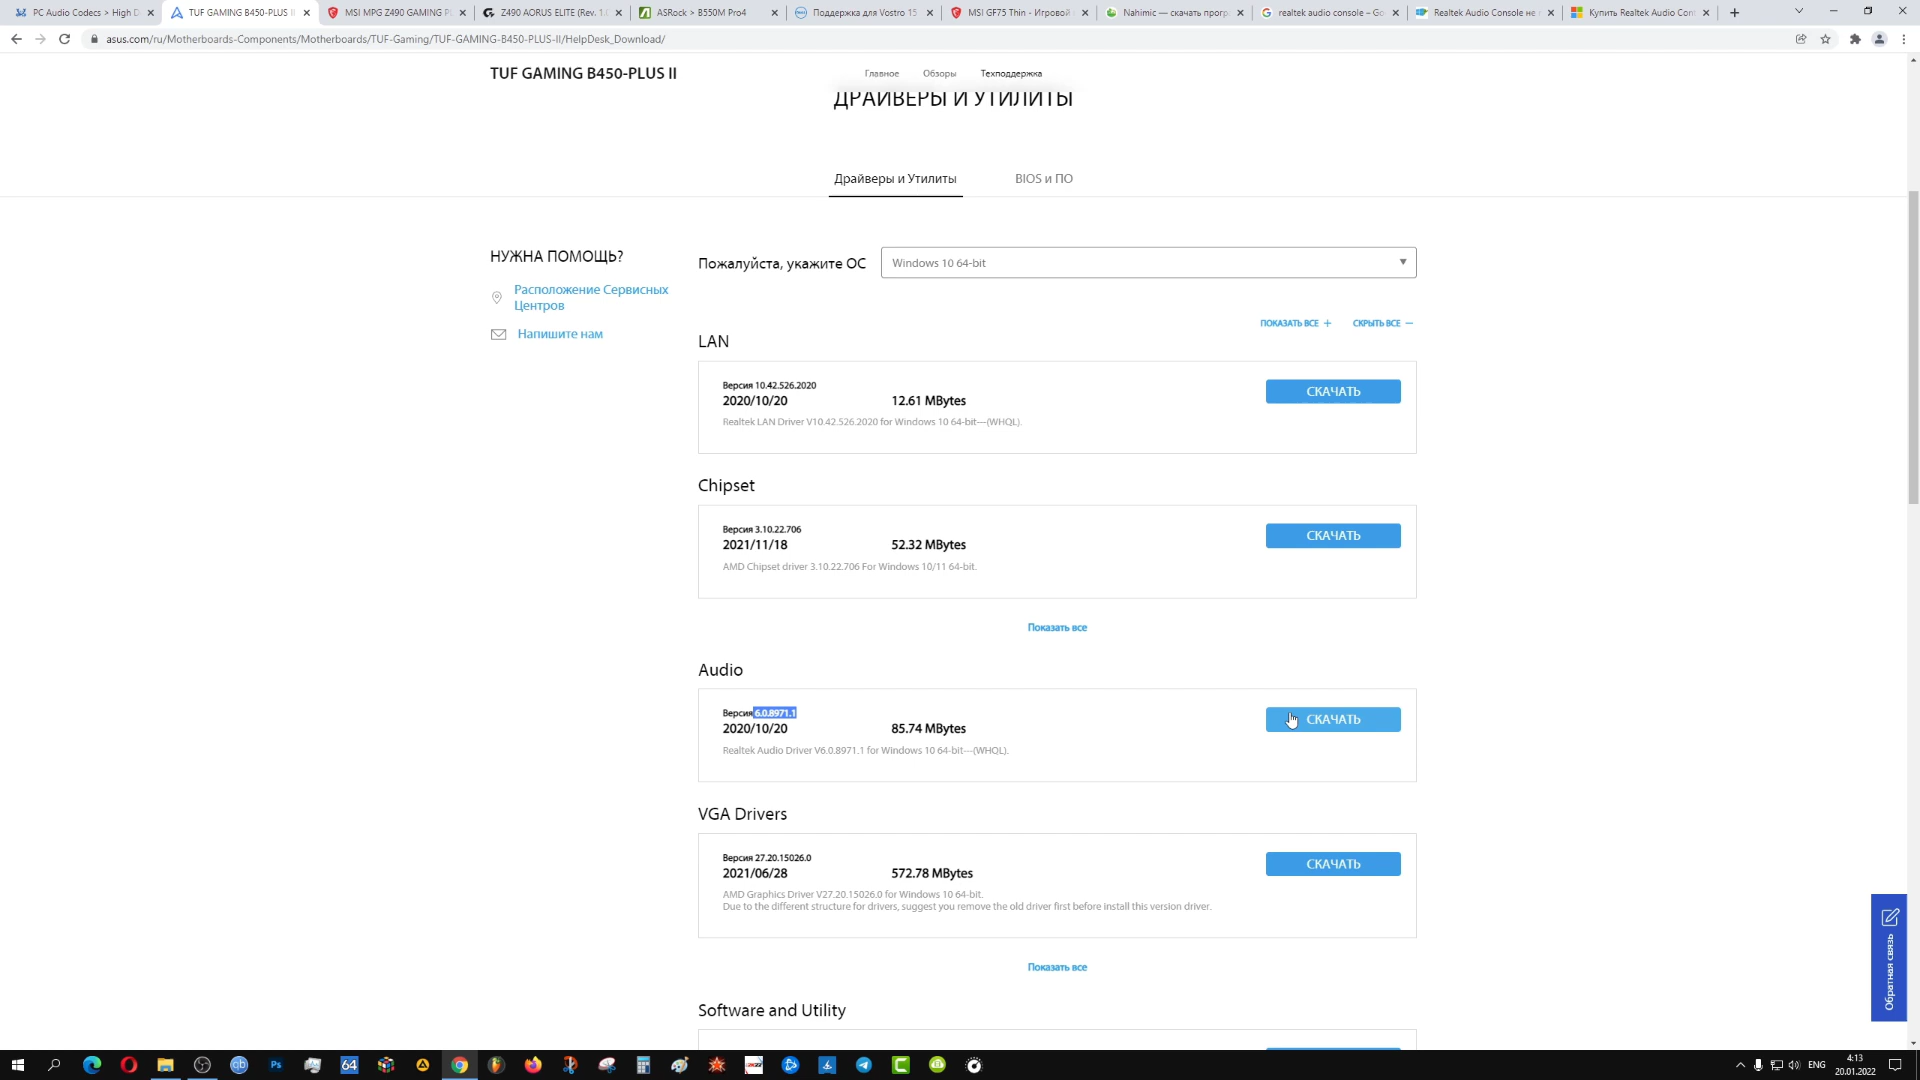 PC Audio Codecs > High D
TUF GAMING B450-PLUS II
MSI MPG Z490 GAMING PL
Z490 AORUS ELITE (Rev. 1.0
ASRock > B550M Pro4
Поддержка для Vostro 15
MSI GF75 Thin - Игровой
Nahimic — скачать прогр
realtek audio console – Go
Realtek Audio Console не
Купить Realtek Audio Con
asus.com/ru/Motherboards-Components/Motherboards/TUF-Gaming/TUF-GAMING-B450-PLUS-II/HelpDesk_Download/
TUF GAMING B450-PLUS II
Главное
Обзоры
Техподдержка
ДРАЙВЕРЫ И УТИЛИТЫ
Драйверы и Утилиты
BIOS и ПО
НУЖНА ПОМОЩЬ?
Расположение Сервисных
Центров
Напишите нам
Пожалуйста, укажите ОС
Windows 10 64-bit
ПОКАЗАТЬ ВСЕ +
СКРЫТЬ ВСЕ −
LAN
Версия 10.42.526.2020
2020/10/20
12.61 MBytes
СКАЧАТЬ
Realtek LAN Driver V10.42.526.2020 for Windows 10 64-bit---(WHQL).
Chipset
Версия 3.10.22.706
2021/11/18
52.32 MBytes
СКАЧАТЬ
AMD Chipset driver 3.10.22.706 For Windows 10/11 64-bit.
Показать все
Audio
Версия 6.0.8971.1
2020/10/20
85.74 MBytes
СКАЧАТЬ
Realtek Audio Driver V6.0.8971.1 for Windows 10 64-bit---(WHQL).
VGA Drivers
Версия 27.20.15026.0
2021/06/28
572.78 MBytes
СКАЧАТЬ
AMD Graphics Driver V27.20.15026.0 for Windows 10 64-bit.
Due to the different structure for drivers, suggest you remove the old driver first before install this version driver.
Показать все
Software and Utility
Обратная связь
qb
Ps
64
ENG
4:13
20.01.2022